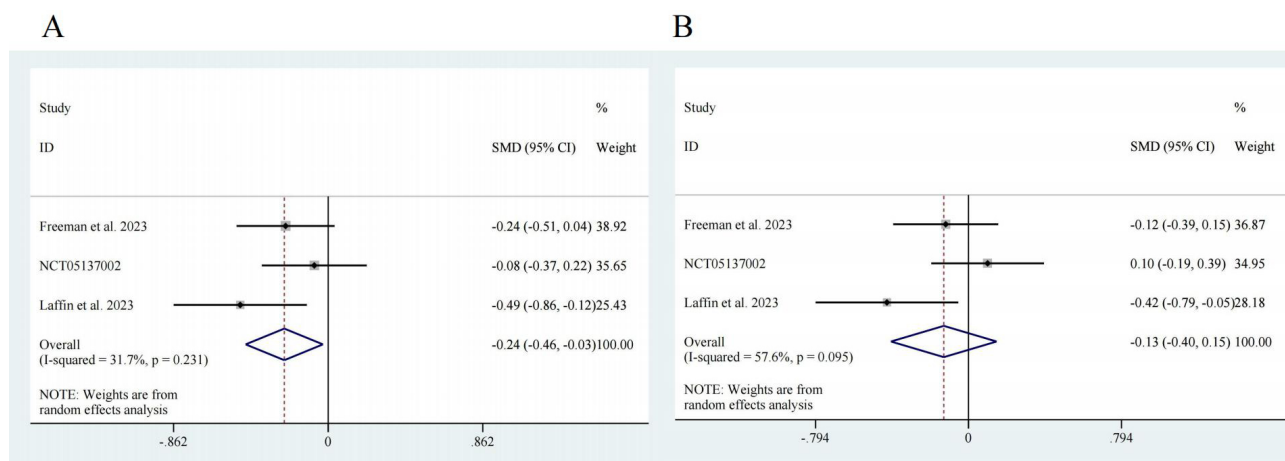 A
Study %
ID SMD (95% CI) Weight
Freeman et al. 2023 -0.24 (-0.51, 0.04) 38.92
NCT05137002 -0.08 (-0.37, 0.22) 35.65
Laffin et al. 2023 -0.49 (-0.86, -0.12)25.43
Overall -0.24 (-0.46, -0.03)100.00
(I-squared = 31.7%, p = 0.231)
NOTE: Weights are from
random effects analysis
-.862 0 .862
B
Study %
ID SMD (95% CI) Weight
Freeman et al. 2023 -0.12 (-0.39, 0.15) 36.87
NCT05137002 0.10 (-0.19, 0.39) 34.95
Laffin et al. 2023 -0.42 (-0.79, -0.05)28.18
Overall -0.13 (-0.40, 0.15) 100.00
(I-squared = 57.6%, p = 0.095)
NOTE: Weights are from
random effects analysis
-.794 0 .794